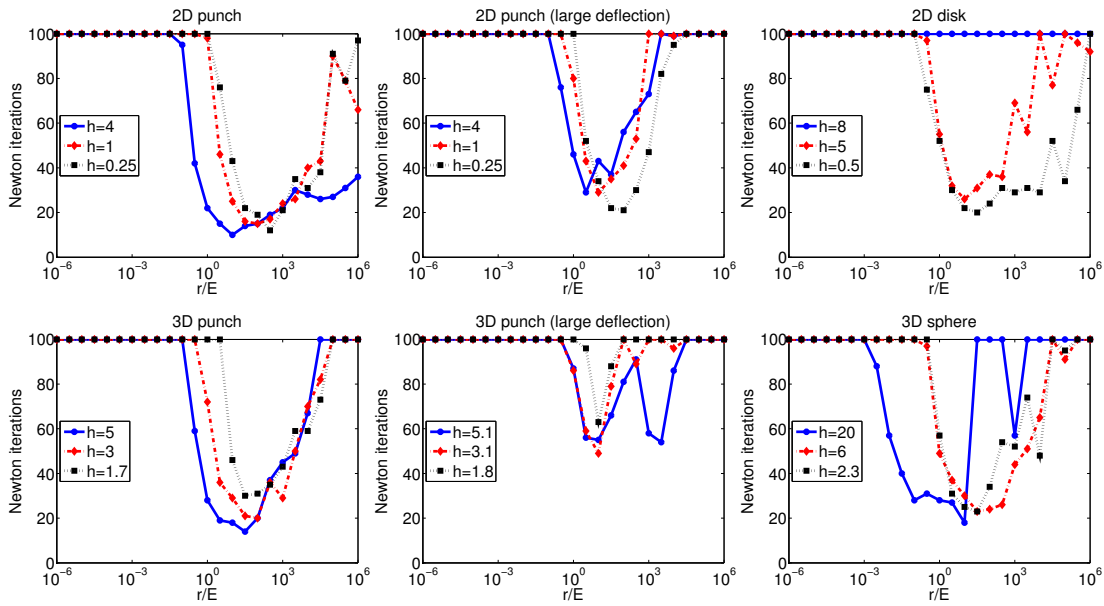 2D punch
Newton iterations
100
80
60
40
20
0
h=4
h=1
h=0.25
10^-6 10^-3 10^0 10^3 10^6
r/E
2D punch (large deflection)
Newton iterations
100
80
60
40
20
0
h=4
h=1
h=0.25
10^-6 10^-3 10^0 10^3 10^6
r/E
2D disk
Newton iterations
100
80
60
40
20
0
h=8
h=5
h=0.5
10^-6 10^-3 10^0 10^3 10^6
r/E
3D punch
Newton iterations
100
80
60
40
20
0
h=5
h=3
h=1.7
10^-6 10^-3 10^0 10^3 10^6
r/E
3D punch (large deflection)
Newton iterations
100
80
60
40
20
0
h=5.1
h=3.1
h=1.8
10^-6 10^-3 10^0 10^3 10^6
r/E
3D sphere
Newton iterations
100
80
60
40
20
0
h=20
h=6
h=2.3
10^-6 10^-3 10^0 10^3 10^6
r/E